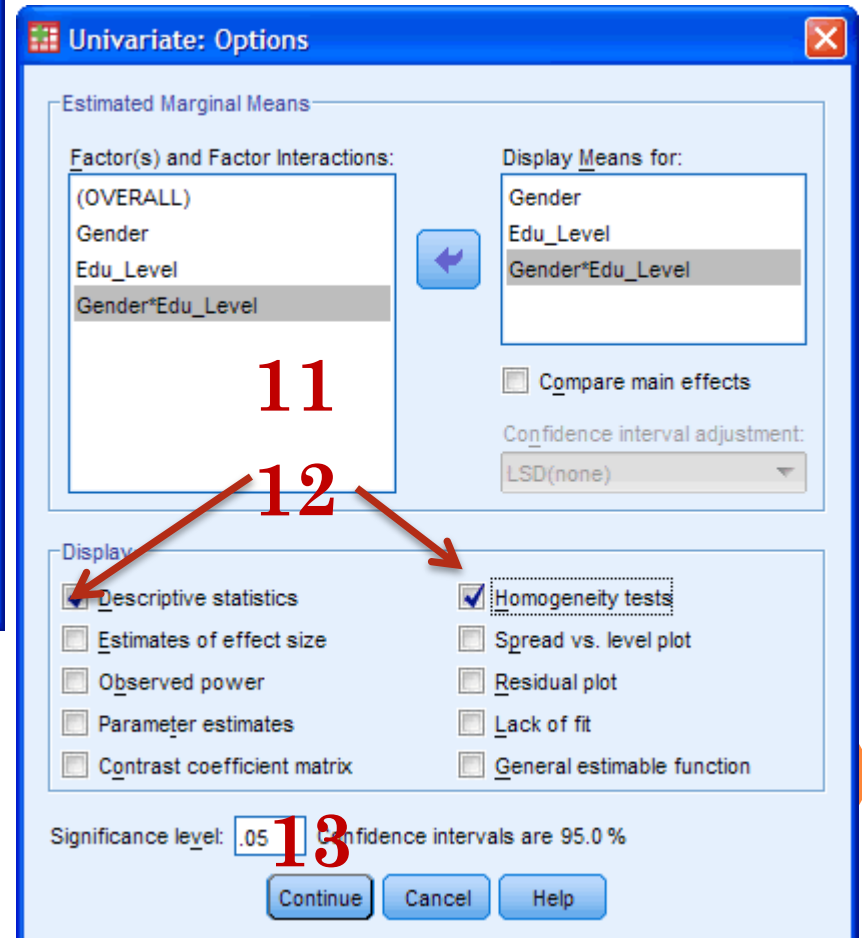 Univariate: Options
Estimated Marginal Means
Factor(s) and Factor Interactions:
(OVERALL)
Gender
Edu_Level
Gender*Edu_Level
Display Means for:
Gender
Edu_Level
Gender*Edu_Level
11
Compare main effects
Confidence interval adjustment:
LSD(none)
12
Display
Descriptive statistics
Homogeneity tests
Estimates of effect size
Spread vs. level plot
Observed power
Residual plot
Parameter estimates
Lack of fit
Contrast coefficient matrix
General estimable function
Significance level: .05 Confidence intervals are 95.0 %
13
Continue Cancel Help